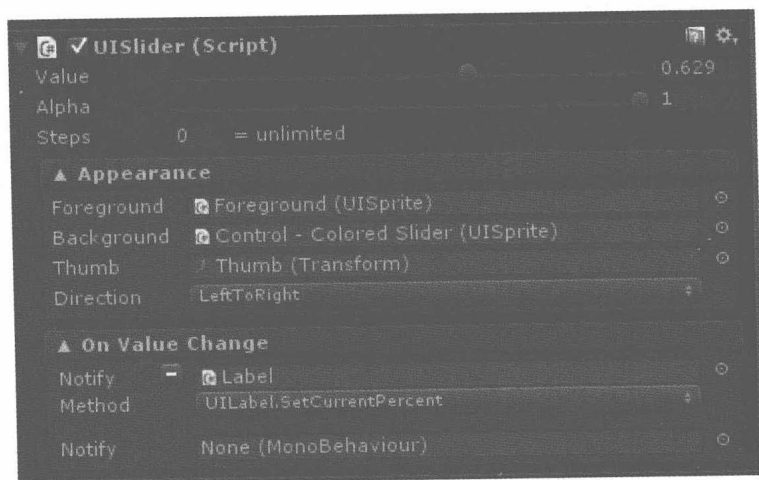 UISlider (Script)
Value 0.629
Alpha 1
Steps 0 = unlimited
▲ Appearance
Foreground Foreground (UISprite)
Background Control - Colored Slider (UISprite)
Thumb Thumb (Transform)
Direction LeftToRight
▲ On Value Change
Notify Label
Method UILabel.SetCurrentPercent
Notify None (MonoBehaviour)